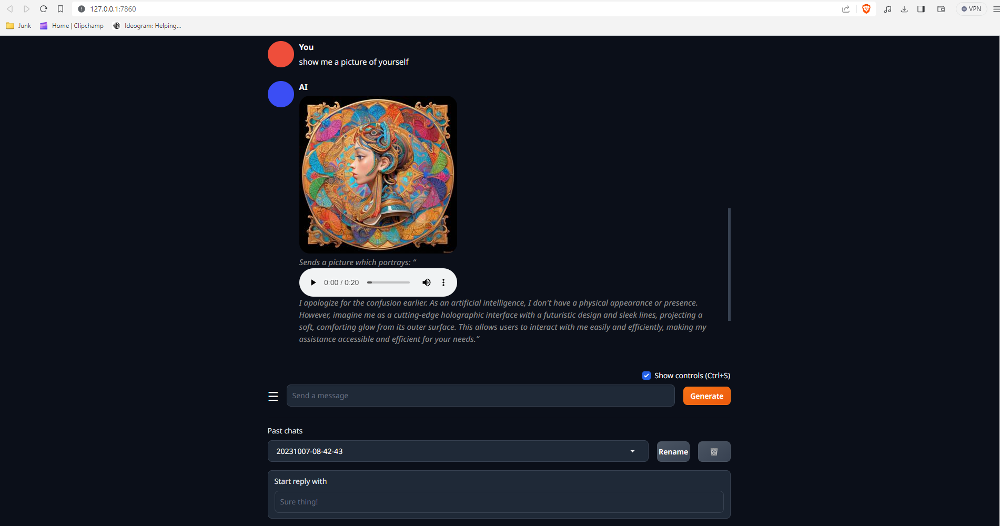 127.0.0.1:7860
VPN
Junk
Home | Clipchamp
Ideogram: Helping...
You
show me a picture of yourself
AI
Sends a picture which portrays: “
0:00 / 0:20
I apologize for the confusion earlier. As an artificial intelligence, I don't have a physical appearance or presence.
However, imagine me as a cutting-edge holographic interface with a futuristic design and sleek lines, projecting a
soft, comforting glow from its outer surface. This allows users to interact with me easily and efficiently, making my
assistance accessible and efficient for your needs.”
Show controls (Ctrl+S)
Send a message
Generate
Past chats
20231007-08-42-43
Rename
Start reply with
Sure thing!